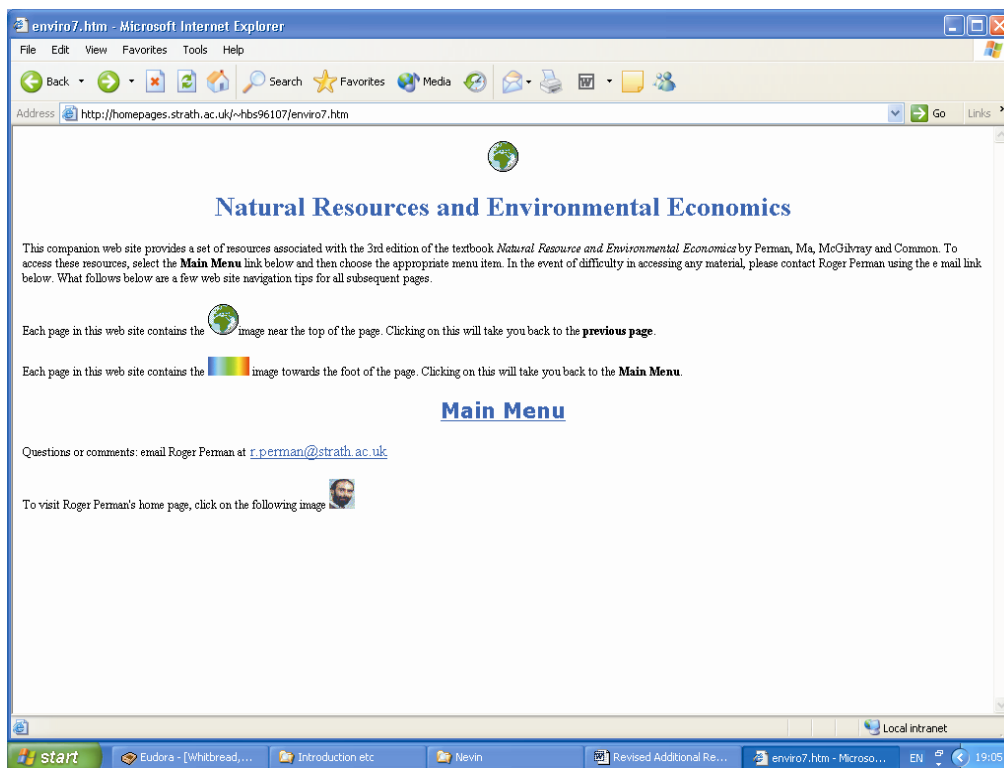 enviro7.htm - Microsoft Internet Explorer
File Edit View Favorites Tools Help
Back Search Favorites Media
Address http://homepages.strath.ac.uk/~hbs96107/enviro7.htm Go Links
Natural Resources and Environmental Economics
This companion web site provides a set of resources associated with the 3rd edition of the textbook Natural Resource and Environmental Economics by Perman, Ma, McGilvray and Common. To
access these resources, select the Main Menu link below and then choose the appropriate menu item. In the event of difficulty in accessing any material, please contact Roger Perman using the e mail link
below. What follows below are a few web site navigation tips for all subsequent pages.
Each page in this web site contains the image near the top of the page. Clicking on this will take you back to the previous page.
Each page in this web site contains the image towards the foot of the page. Clicking on this will take you back to the Main Menu.
Main Menu
Questions or comments: email Roger Perman at r.perman@strath.ac.uk
To visit Roger Perman's home page, click on the following image
Local intranet
start Eudora - [Whitbread,... Introduction etc Nevin Revised Additional Re... enviro7.htm - Microso... EN 19:05